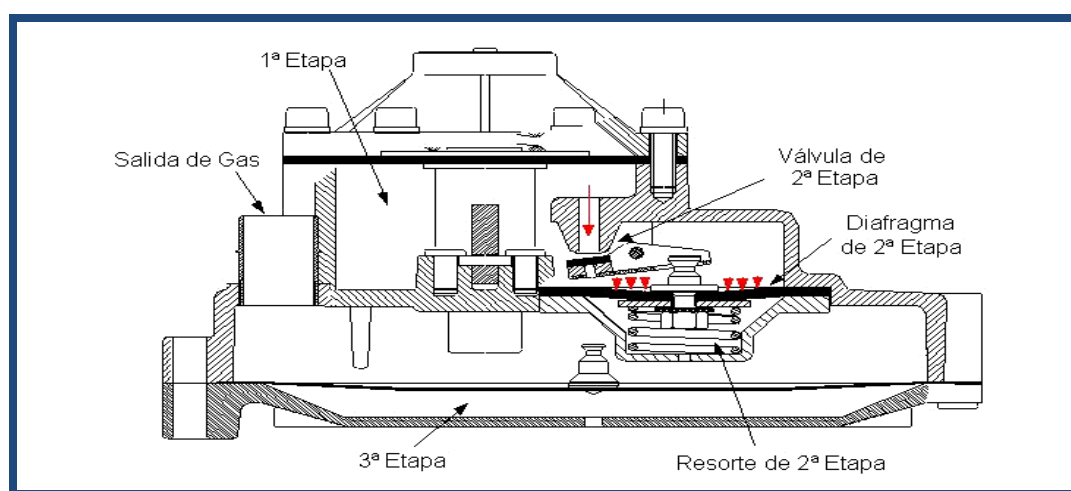 1ª Etapa
Salida de Gas
Válvula de
2ª Etapa
Diafragma
de 2ª Etapa
3ª Etapa
Resorte de 2ª Etapa